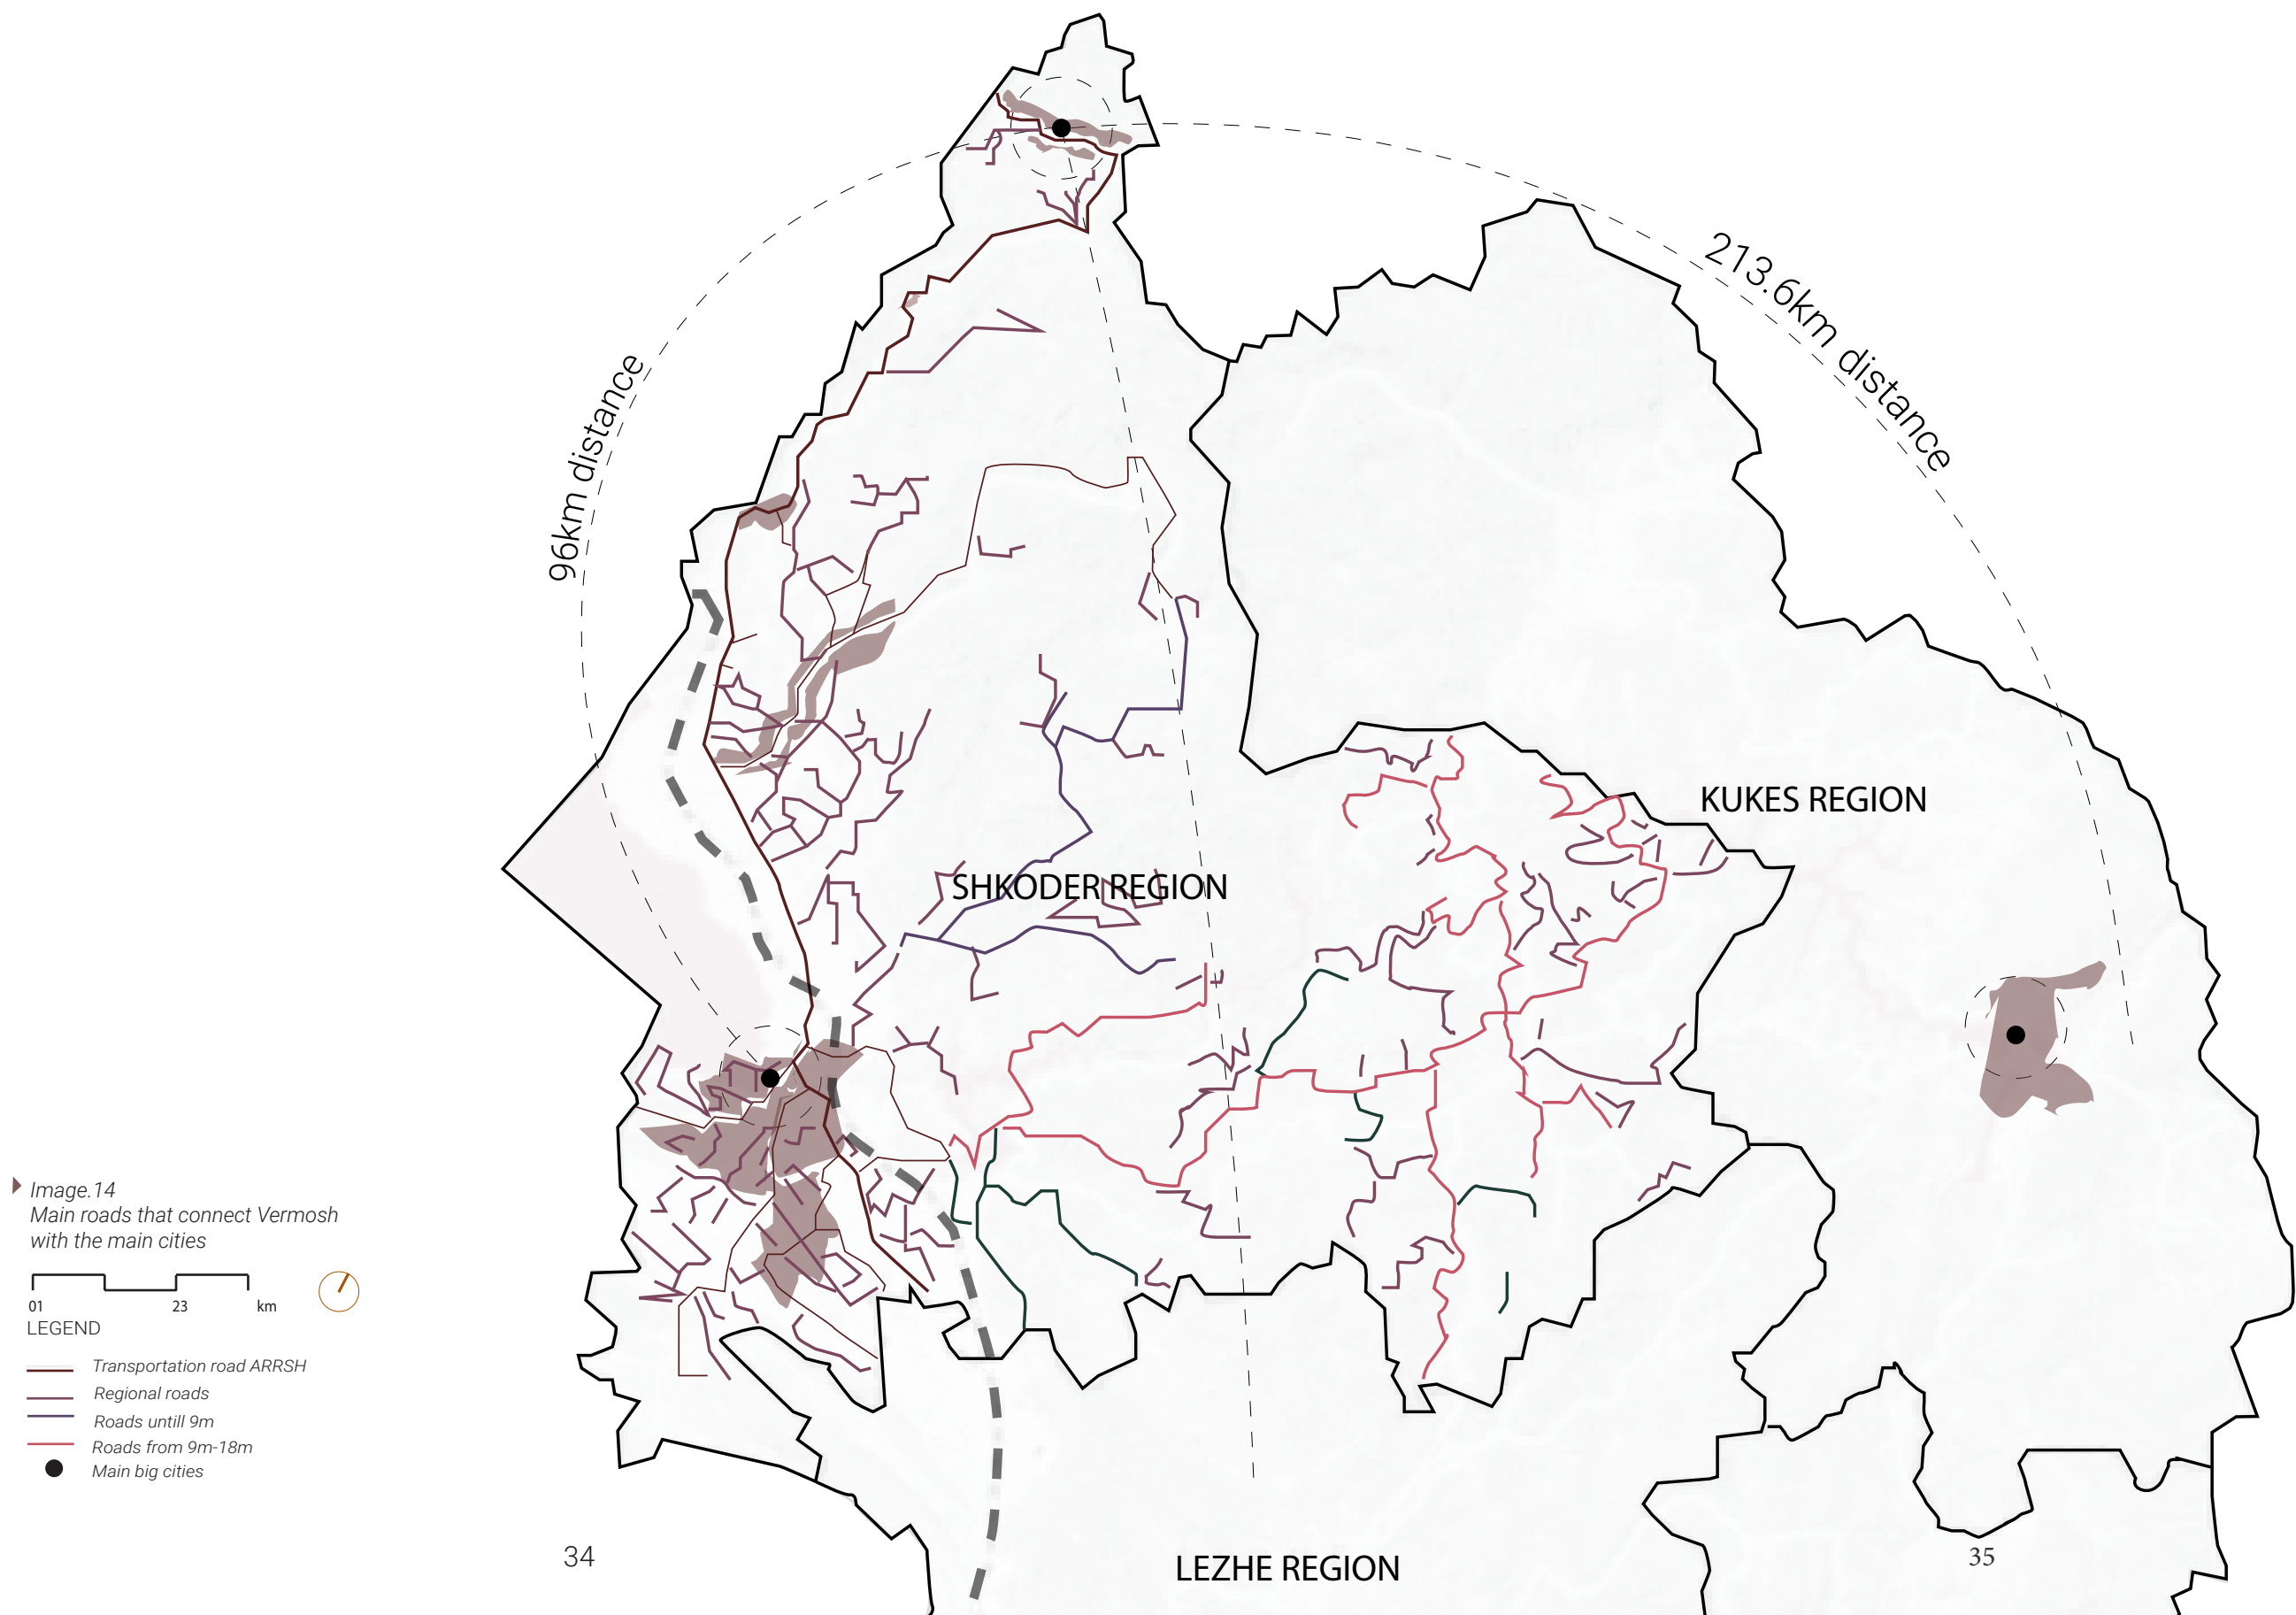 213.6km distance
96km distance
KUKES REGION
SHKODER REGION
Image.14
Main roads that connect Vermosh
with the main cities
01 23 km
LEGEND
Transportation road ARRSH
Regional roads
Roads untill 9m
Roads from 9m-18m
Main big cities
34
LEZHE REGION
35